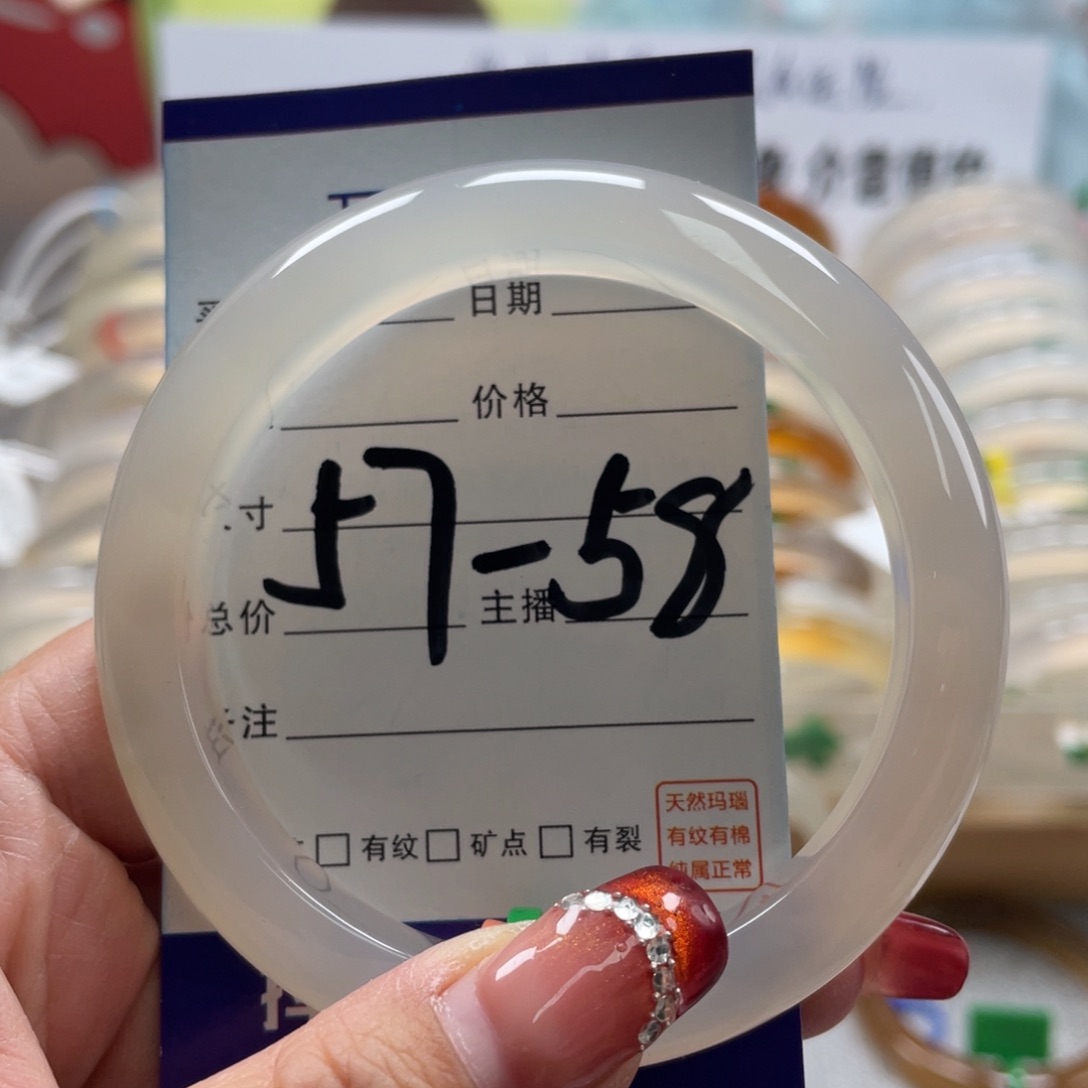 日期
价格
寸
57-58
总价 主播
注
有纹 矿点 有裂
天然玛瑙
有纹有棉
纯属正常